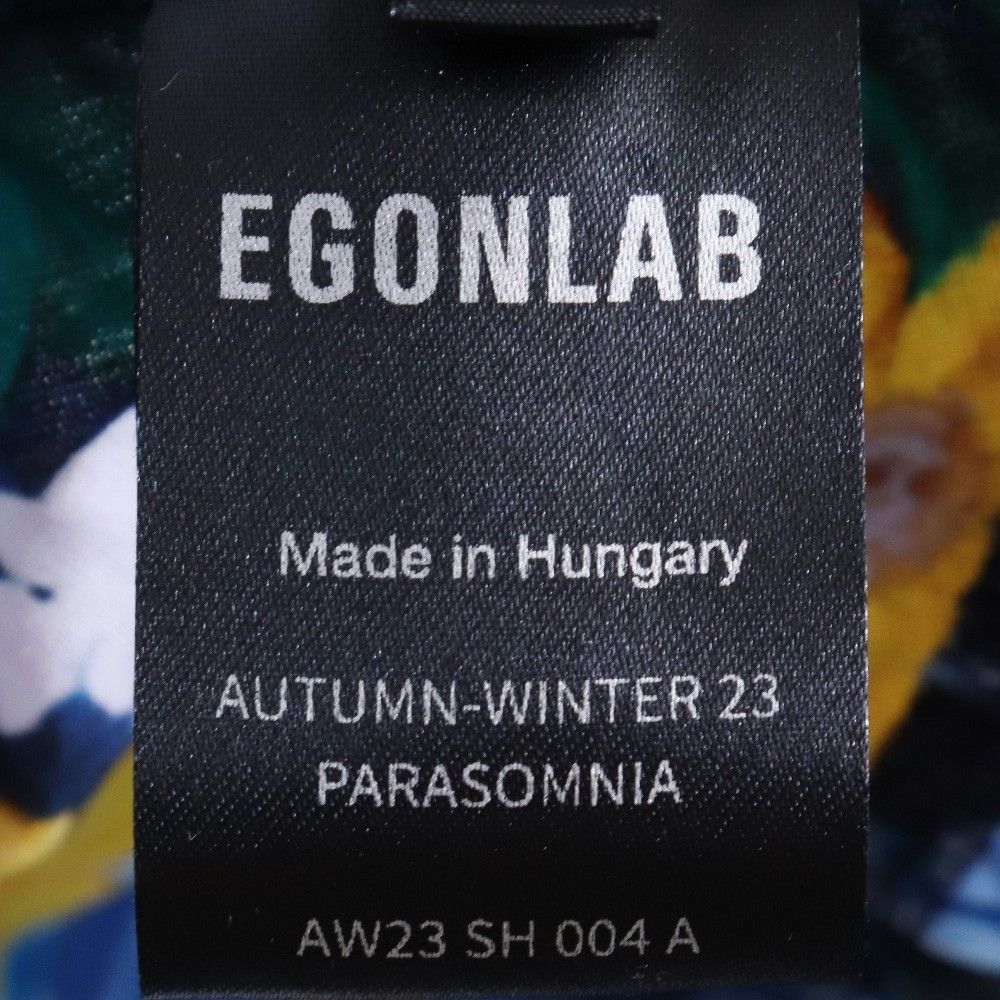 EGONLAB
Made in Hungary
AUTUMN-WINTER 23
PARASOMNIA
AW23 SH 004 A